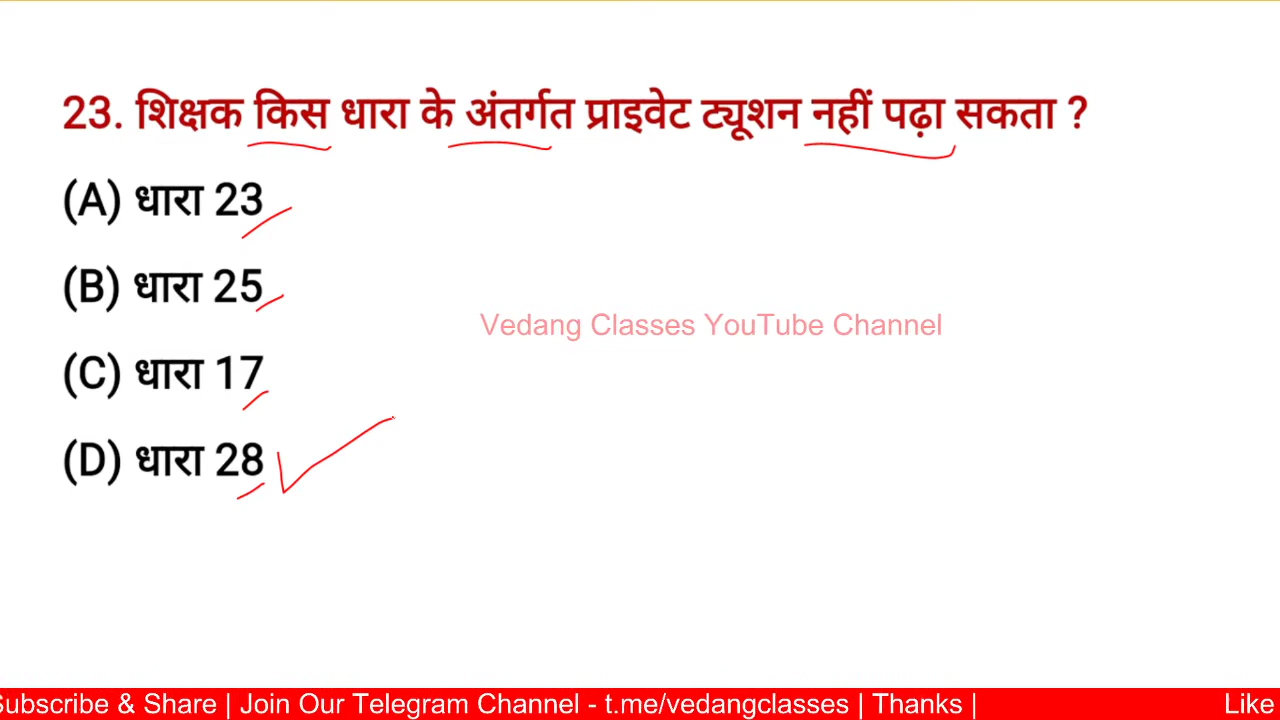 23. शिक्षक किस धारा के अंतर्गत प्राइवेट ट्यूशन नहीं पढ़ा सकता ?
(A) धारा 23
(B) धारा 25
Vedang Classes YouTube Channel
(C) धारा 17
(D) धारा 28
Subscribe & Share | Join Our Telegram Channel - t.me/vedangclasses | Thanks | Like